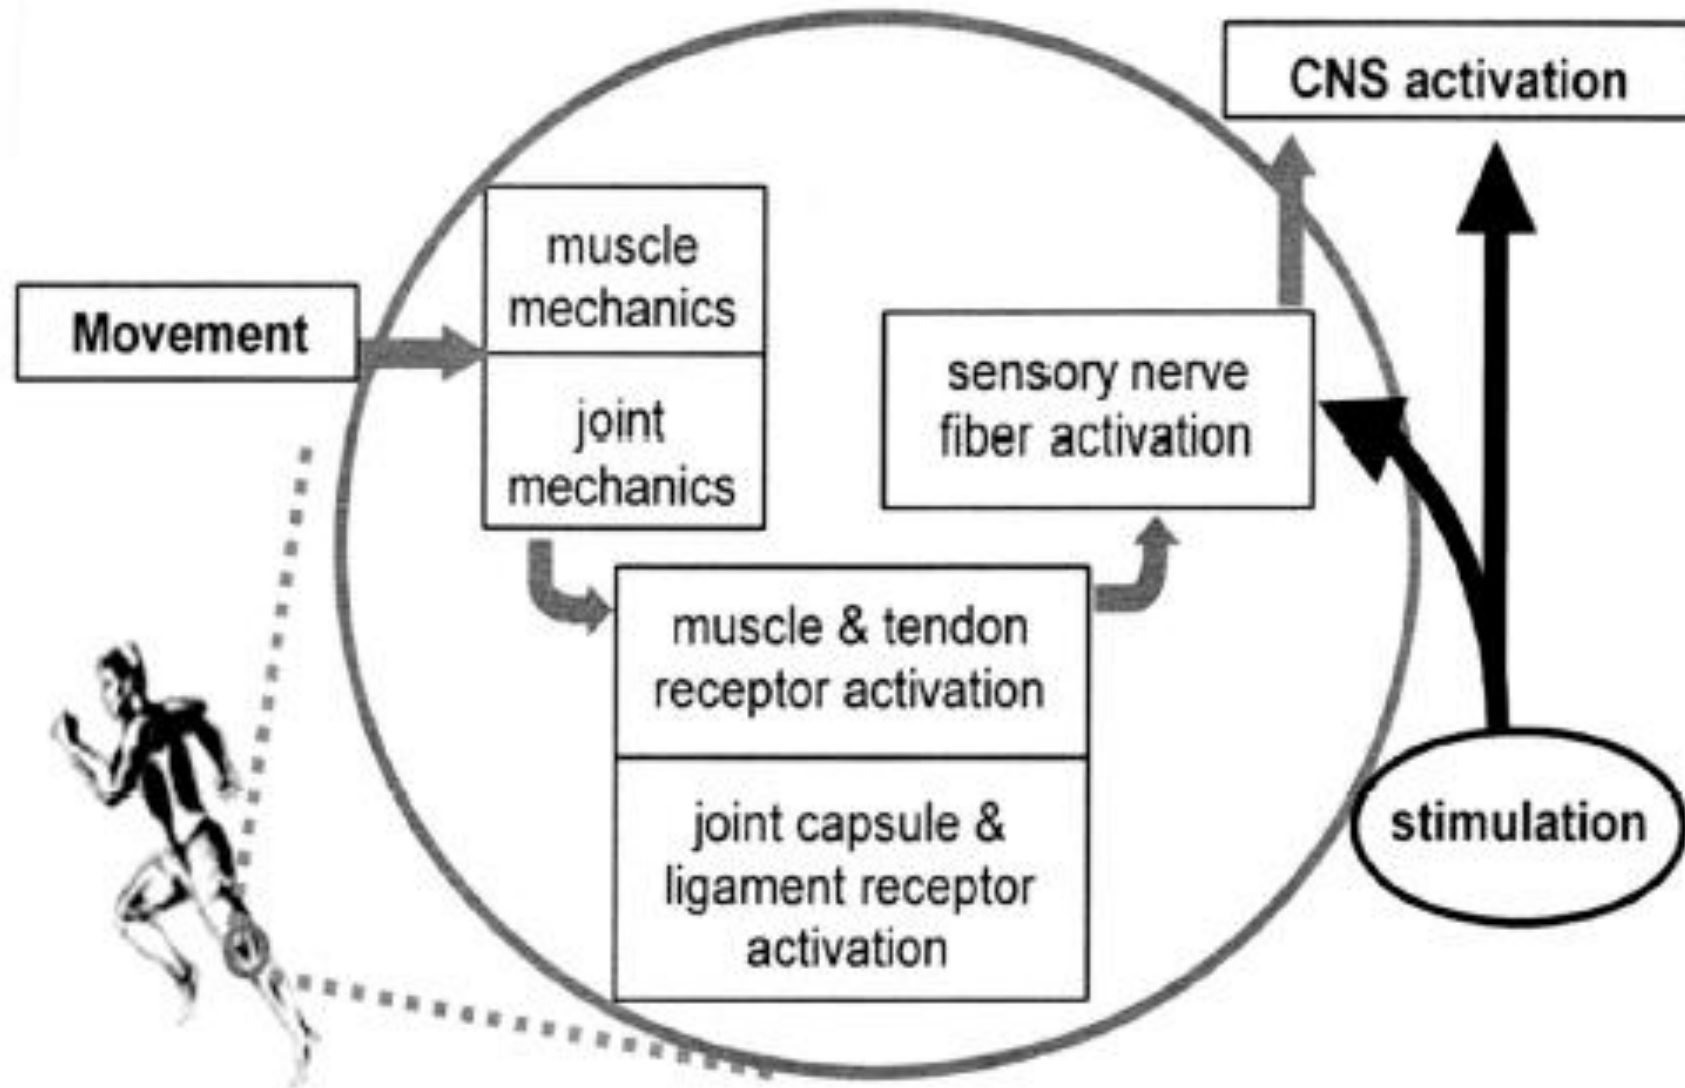 CNS activation
muscle
mechanics
Movement
joint
mechanics
sensory nerve
fiber activation
muscle & tendon
receptor activation
joint capsule &
ligament receptor
activation
stimulation